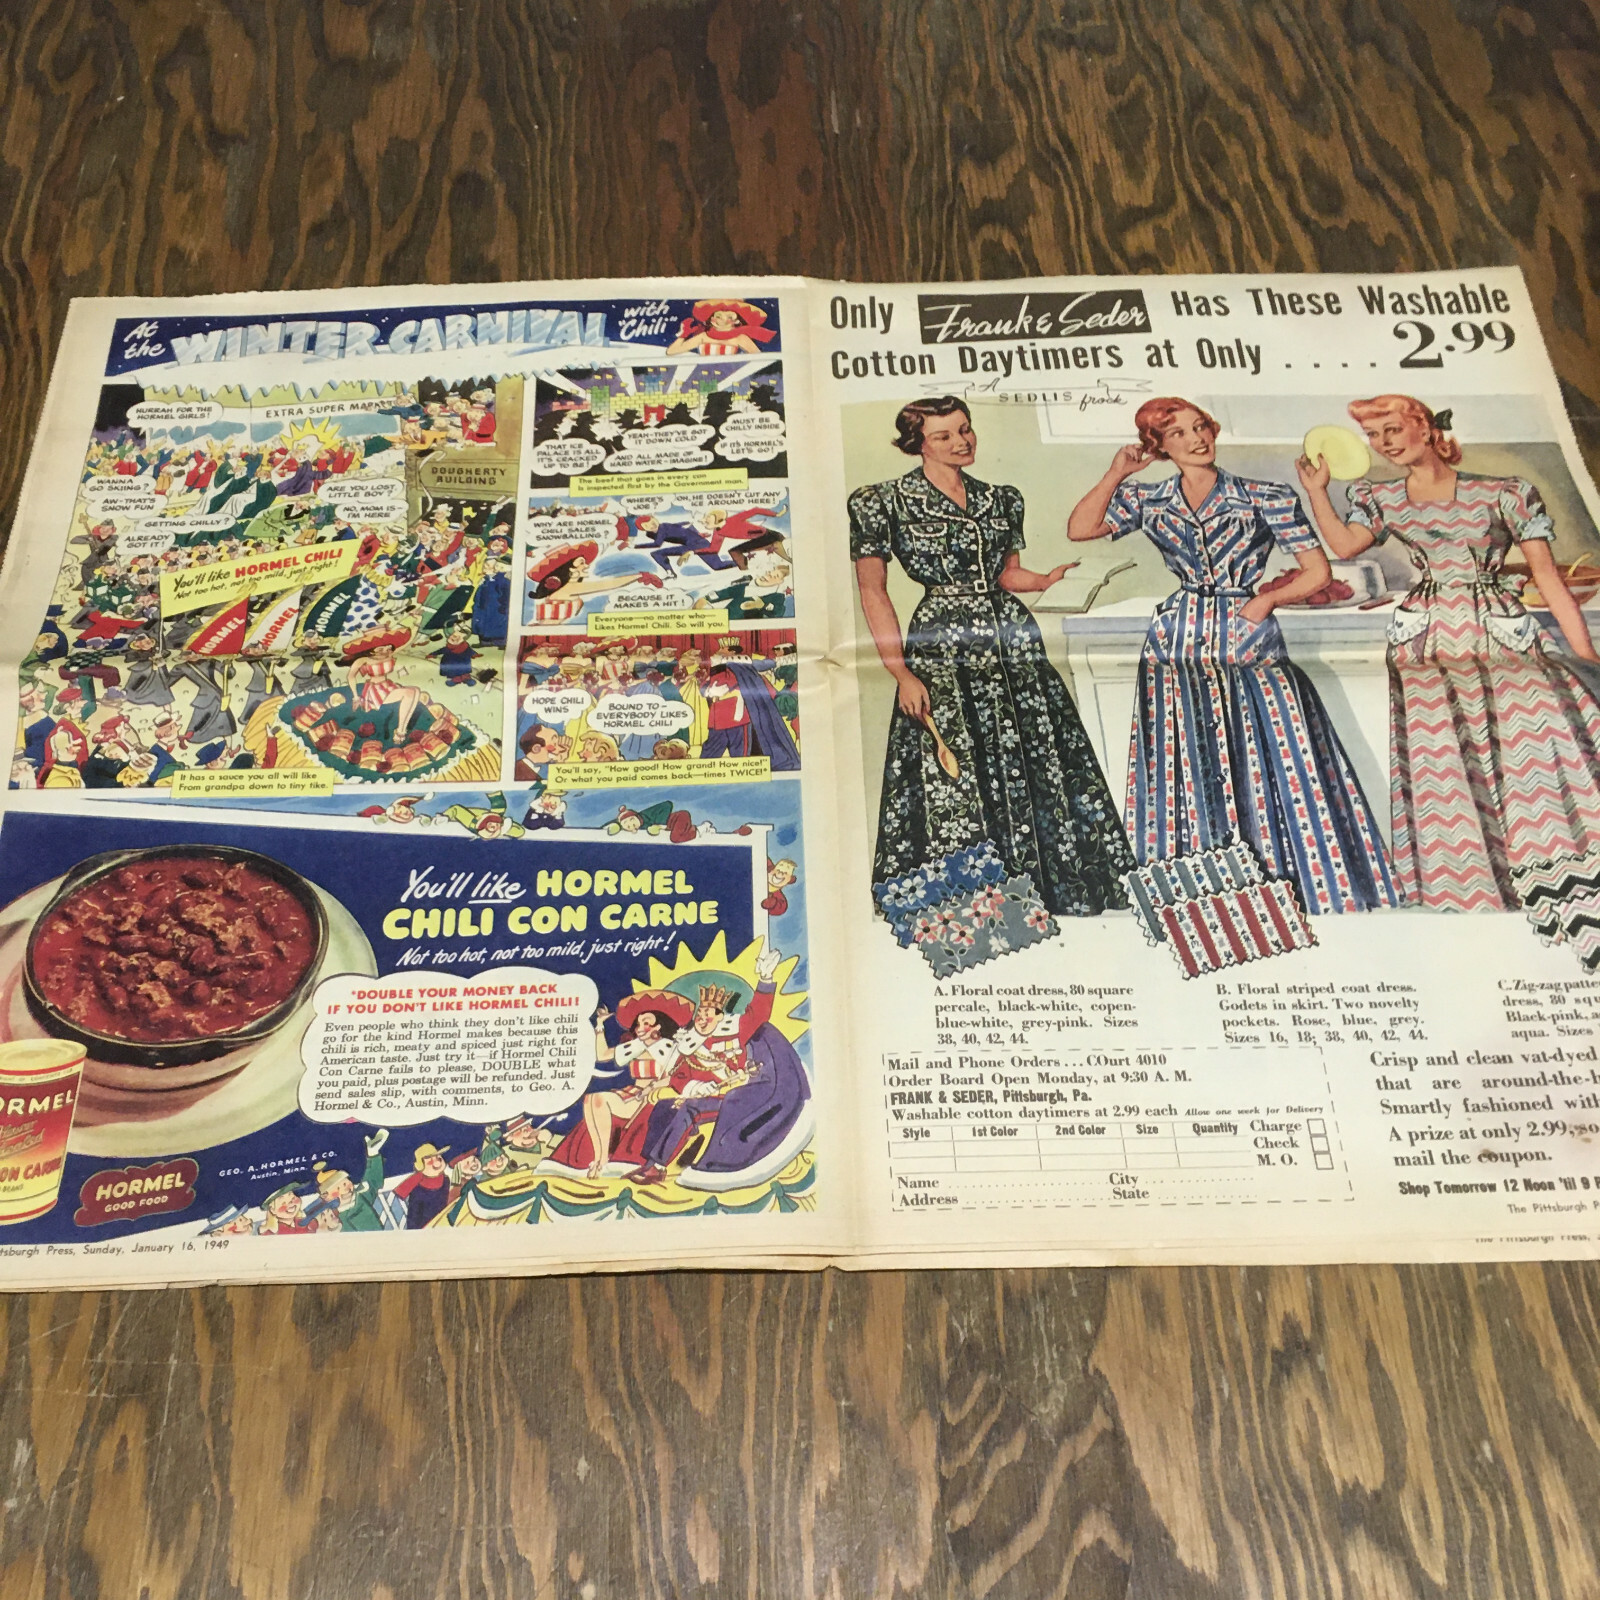 At
the
WINTER-CARNIVAL
with
"Chili"
HURRAH FOR THE
HORMEL GIRLS!
EXTRA SUPER MARKET
DOUGHERTY
BUILDING
WANNA
GO SKIING?
AW-THAT'S
SNOW FUN
ARE YOU LOST,
LITTLE BOY?
NO, MOM IS-
I'M HERE
GETTING CHILLY?
ALREADY
GOT IT!
You'll like HORMEL CHILI
Not too hot, not too mild, just right!
HORMEL
HORMEL
HORMEL
It has a sauce you all will like
From grandpa down to tiny tike.
THAT ICE
PALACE IS ALL
IT'S CRACKED
UP TO BE!
YEAH-THEY'VE GOT
IT DOWN COLD
AND ALL MADE OF
HARD WATER-IMAGINE!
MUST BE
CHILLY INSIDE
IF IT'S HORMEL'S
LET'S GO!
The beef that goes in every can
Is inspected first by the Government man.
WHERE'S
JOE?
OH, HE DOESN'T CUT ANY
ICE AROUND HERE!
WHY ARE HORMEL
CHILI SALES
SNOWBALLING?
BECAUSE IT
MAKES A HIT!
Everyone—no matter who—
Likes Hormel Chili. So will you.
HOPE CHILI
WINS
BOUND TO-
EVERYBODY LIKES
HORMEL CHILI
You'll say, "How good! How grand! How nice!"
Or what you paid comes back—times TWICE!*
You'll like HORMEL
CHILI CON CARNE
Not too hot, not too mild, just right!
*DOUBLE YOUR MONEY BACK
IF YOU DON'T LIKE HORMEL CHILI!
Even people who think they don't like chili
go for the kind Hormel makes because this
chili is rich, meaty and spiced just right for
American taste. Just try it—if Hormel Chili
Con Carne fails to please, DOUBLE what
you paid, plus postage will be refunded. Just
send sales slip, with comments, to Geo. A.
Hormel & Co., Austin, Minn.
ORMEL
ON CARNE
HORMEL
GOOD FOOD
GEO. A. HORMEL & CO.
Austin, Minn.
tsburgh Press, Sunday, January 16, 1949
Only Frank & Seder Has These Washable
Cotton Daytimers at Only .... 2.99
A
SEDLIS frock
A. Floral coat dress, 80 square
percale, black-white, copen-
blue-white, grey-pink. Sizes
38, 40, 42, 44.
B. Floral striped coat dress.
Godets in skirt. Two novelty
pockets. Rose, blue, grey.
Sizes 16, 18; 38, 40, 42, 44.
C. Zig-zag patte
dress, 80 squ
Black-pink, a
aqua. Sizes
Mail and Phone Orders ... COurt 4010
Order Board Open Monday, at 9:30 A. M.
FRANK & SEDER, Pittsburgh, Pa.
Washable cotton daytimers at 2.99 each Allow one week for Delivery
Style 1st Color 2nd Color Size Quantity
Charge
Check
M. O.
Name City
Address State
Crisp and clean vat-dyed
that are around-the-h
Smartly fashioned with
A prize at only 2.99, so
mail the coupon.
Shop Tomorrow 12 Noon 'til 9 P
The Pittsburgh P
The Pittsburgh Press,